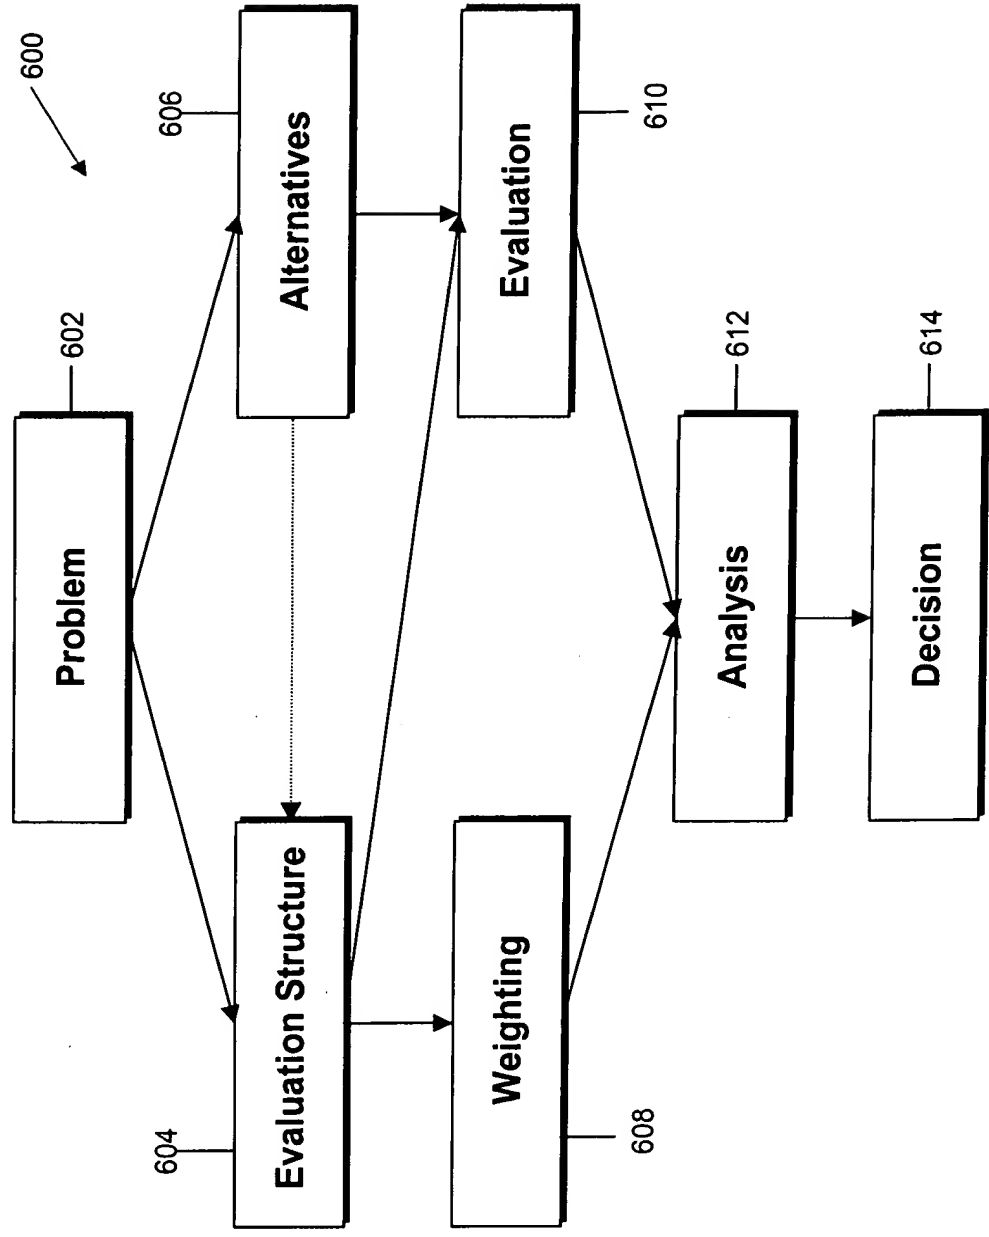 600
Problem
602
604
Evaluation Structure
606
Alternatives
Weighting
608
Evaluation
610
Analysis
612
Decision
614